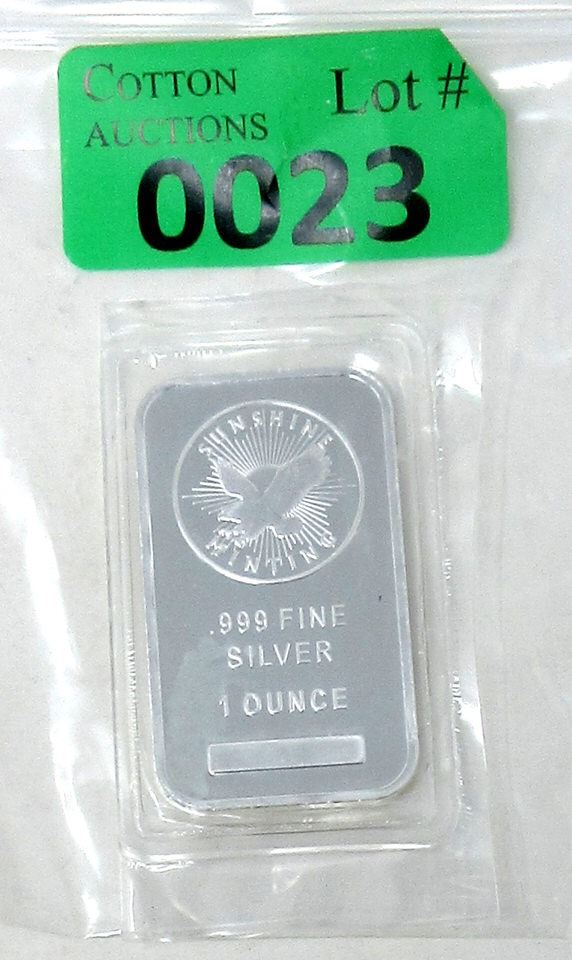 COTTON
AUCTIONS
Lot #
0023
SUNSHINE
MINTING
.999 FINE
SILVER
1 OUNCE